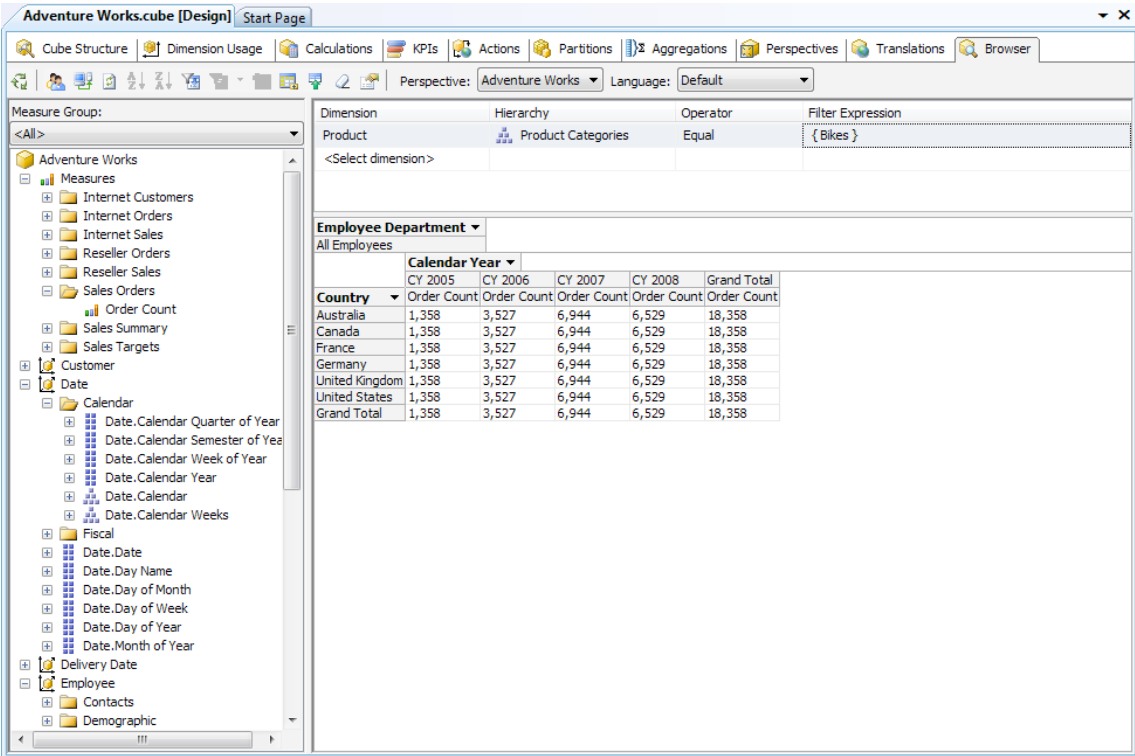 Adventure Works.cube [Design] Start Page
Cube Structure Dimension Usage Calculations KPIs Actions Partitions Aggregations Perspectives Translations Browser
Perspective: Adventure Works Language: Default
Measure Group:
<All>
Adventure Works
Measures
Internet Customers
Internet Orders
Internet Sales
Reseller Orders
Reseller Sales
Sales Orders
Order Count
Sales Summary
Sales Targets
Customer
Date
Calendar
Date.Calendar Quarter of Year
Date.Calendar Semester of Yea
Date.Calendar Week of Year
Date.Calendar Year
Date.Calendar
Date.Calendar Weeks
Fiscal
Date.Date
Date.Day Name
Date.Day of Month
Date.Day of Week
Date.Day of Year
Date.Month of Year
Delivery Date
Employee
Contacts
Demographic
Dimension Hierarchy Operator Filter Expression
Product Product Categories Equal { Bikes }
<Select dimension>
Employee Department
All Employees
Calendar Year
CY 2005 CY 2006 CY 2007 CY 2008 Grand Total
Country Order Count Order Count Order Count Order Count Order Count
Australia 1,358 3,527 6,944 6,529 18,358
Canada 1,358 3,527 6,944 6,529 18,358
France 1,358 3,527 6,944 6,529 18,358
Germany 1,358 3,527 6,944 6,529 18,358
United Kingdom 1,358 3,527 6,944 6,529 18,358
United States 1,358 3,527 6,944 6,529 18,358
Grand Total 1,358 3,527 6,944 6,529 18,358